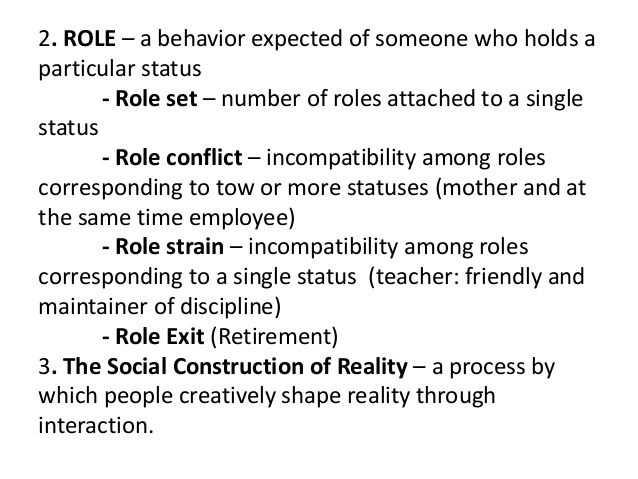 2. ROLE – a behavior expected of someone who holds a
particular status
- Role set – number of roles attached to a single
status
- Role conflict – incompatibility among roles
corresponding to tow or more statuses (mother and at
the same time employee)
- Role strain – incompatibility among roles
corresponding to a single status (teacher: friendly and
maintainer of discipline)
- Role Exit (Retirement)
3. The Social Construction of Reality – a process by
which people creatively shape reality through
interaction.